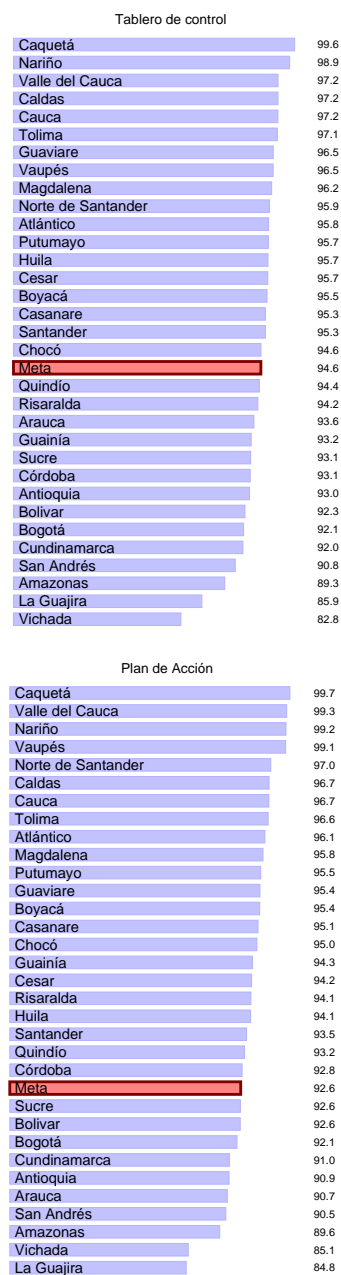 Tablero de control
Caquetá 99.6
Nariño 98.9
Valle del Cauca 97.2
Caldas 97.2
Cauca 97.2
Tolima 97.1
Guaviare 96.5
Vaupés 96.5
Magdalena 96.2
Norte de Santander 95.9
Atlántico 95.8
Putumayo 95.7
Huila 95.7
Cesar 95.7
Boyacá 95.5
Casanare 95.3
Santander 95.3
Chocó 94.6
Meta 94.6
Quindío 94.4
Risaralda 94.2
Arauca 93.6
Guainía 93.2
Sucre 93.1
Córdoba 93.1
Antioquia 93.0
Bolivar 92.3
Bogotá 92.1
Cundinamarca 92.0
San Andrés 90.8
Amazonas 89.3
La Guajira 85.9
Vichada 82.8
Plan de Acción
Caquetá 99.7
Valle del Cauca 99.3
Nariño 99.2
Vaupés 99.1
Norte de Santander 97.0
Caldas 96.7
Cauca 96.7
Tolima 96.6
Atlántico 96.1
Magdalena 95.8
Putumayo 95.5
Guaviare 95.4
Boyacá 95.4
Casanare 95.1
Chocó 95.0
Guainía 94.3
Cesar 94.2
Risaralda 94.1
Huila 94.1
Santander 93.5
Quindío 93.2
Córdoba 92.8
Meta 92.6
Sucre 92.6
Bolivar 92.6
Bogotá 92.1
Cundinamarca 91.0
Antioquia 90.9
Arauca 90.7
San Andrés 90.5
Amazonas 89.6
Vichada 85.1
La Guajira 84.8